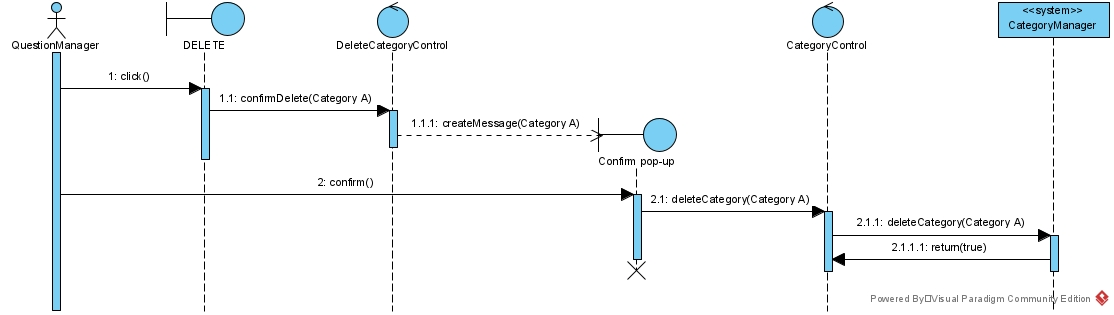 <<system>>
QuestionManager
DELETE
DeleteCategoryControl
CategoryControl
CategoryManager
1: click()
1.1: confirmDelete(Category A)
1.1.1: createMessage(Category A)
Confirm pop-up
2: confirm()
2.1: deleteCategory(Category A)
2.1.1: deleteCategory(Category A)
2.1.1.1: return(true)
Powered By Visual Paradigm Community Edition